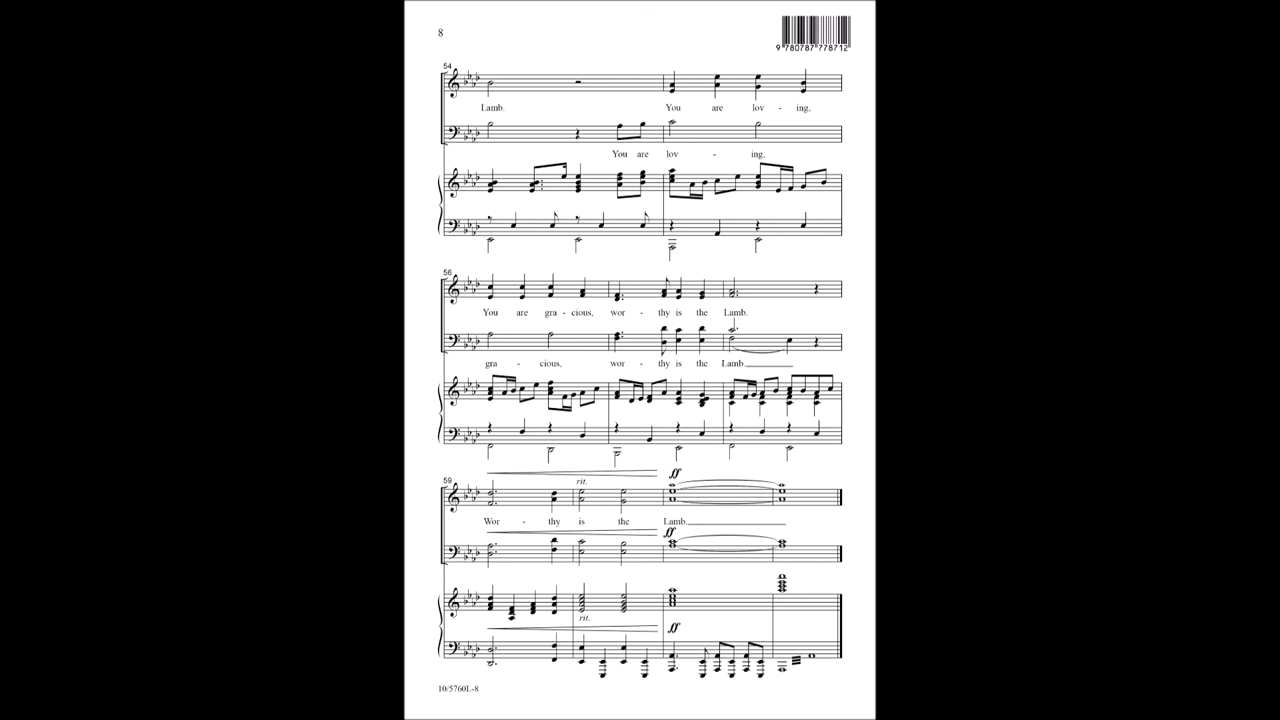 8
9 780787 778712
54
Lamb. You are lov - ing,
You are lov - ing,
56
You are gra - cious, wor - thy is the Lamb.
gra - cious, wor - thy is the Lamb.
ff
59
rit.
Wor - thy is the Lamb.
ff
rit.
ff
10/5760L-8